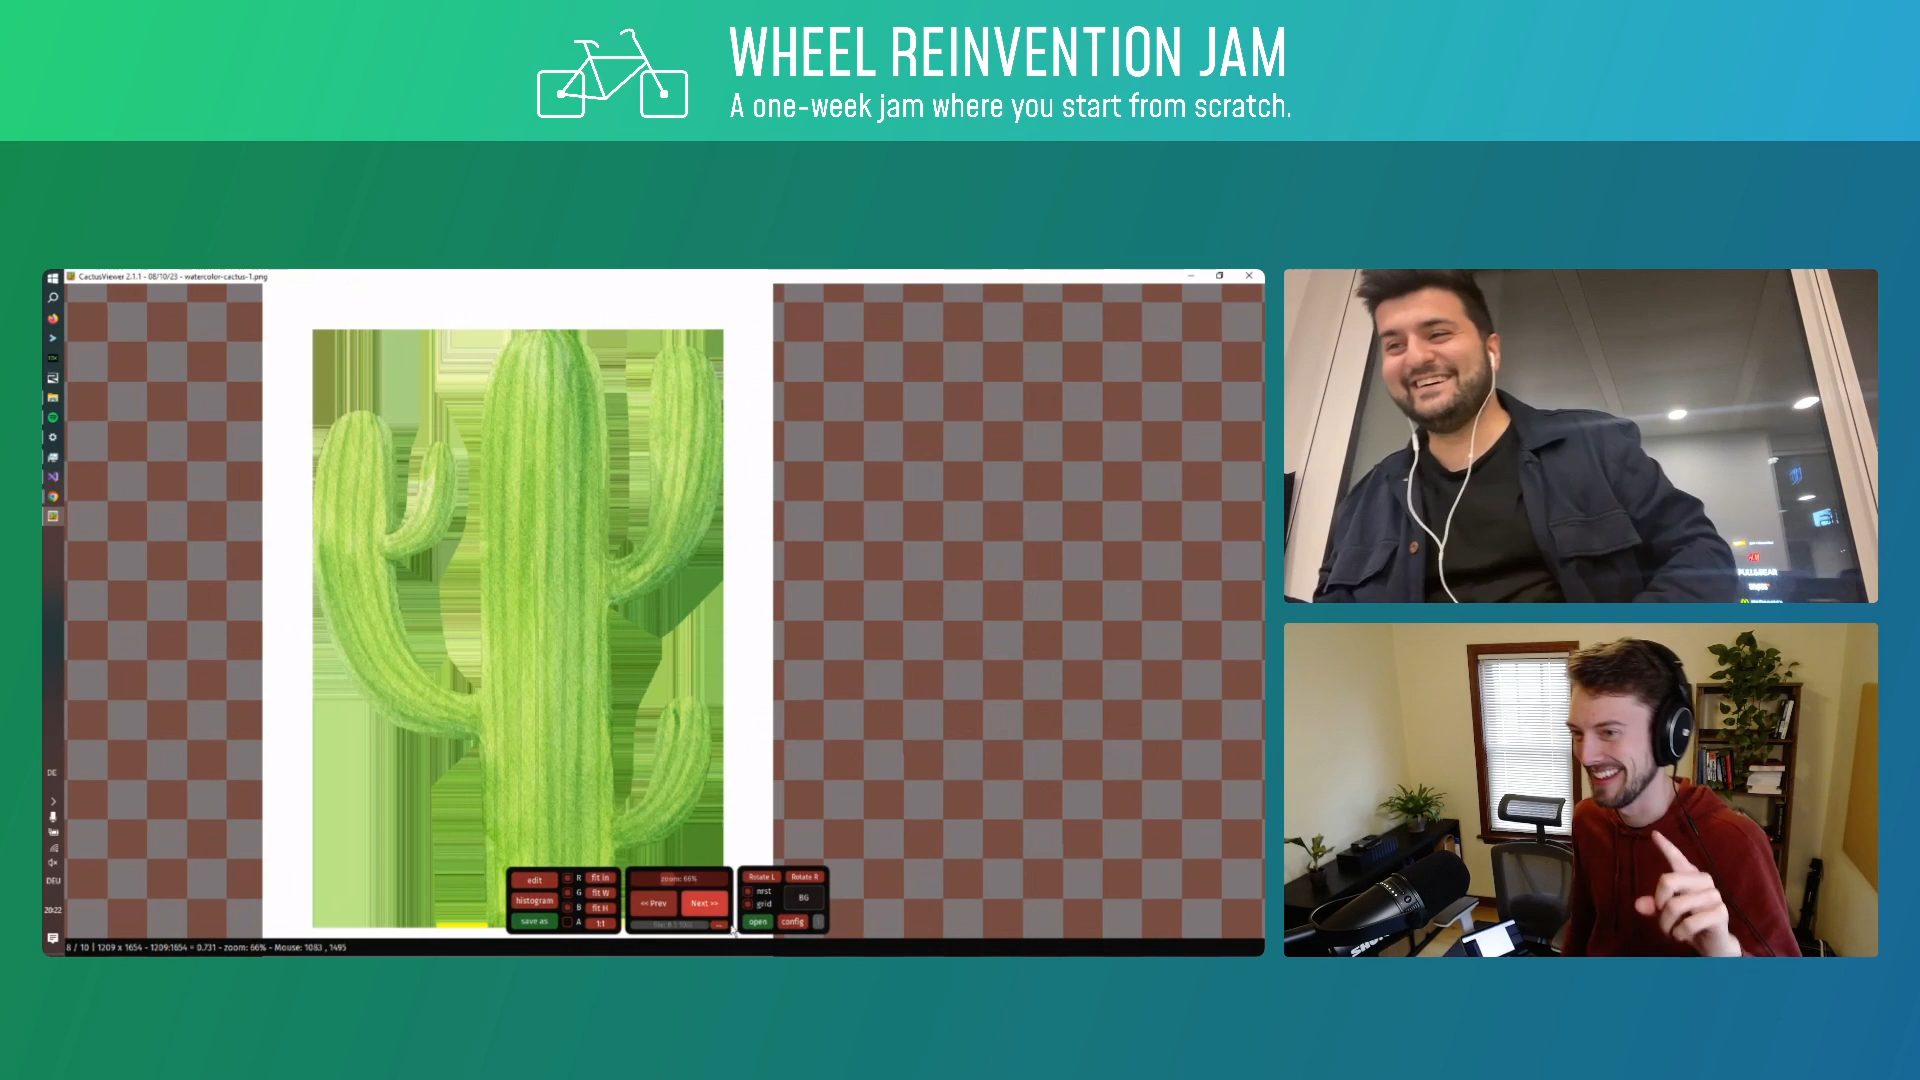 WHEEL REINVENTION JAM
A one-week jam where you start from scratch.
CactusViewer 2.1.1 - 08/10/23 - watercolor-cactus-1.png
DE
DEU
20:22
edit
histogram
save as
R
G
B
A
fit in
fit W
fit H
1:1
zoom: 66%
<< Prev
Next >>
Rotate L
Rotate R
nrst
grid
BG
open
config
8 / 10 | 1209 x 1654 - 1209:1654 = 0.731 - zoom: 66% - Mouse: 1083 , 1495
PULL&BEAR
SHU